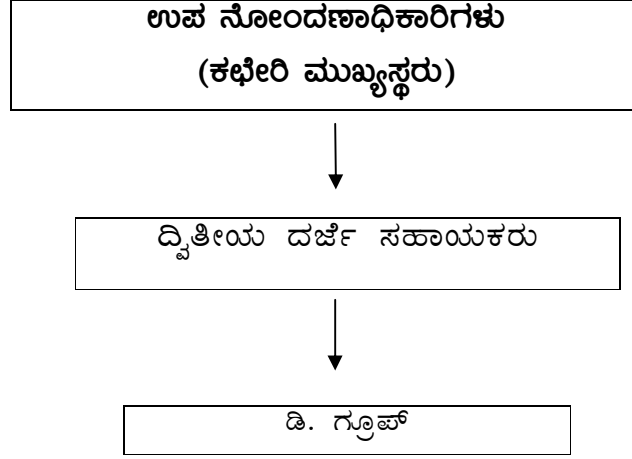 ಉಪ ನೋಂದಣಾಧಿಕಾರಿಗಳು
(ಕಛೇರಿ ಮುಖ್ಯಸ್ಥರು)
ದ್ವಿತೀಯ ದರ್ಜೆ ಸಹಾಯಕರು
ಡಿ. ಗ್ರೂಪ್